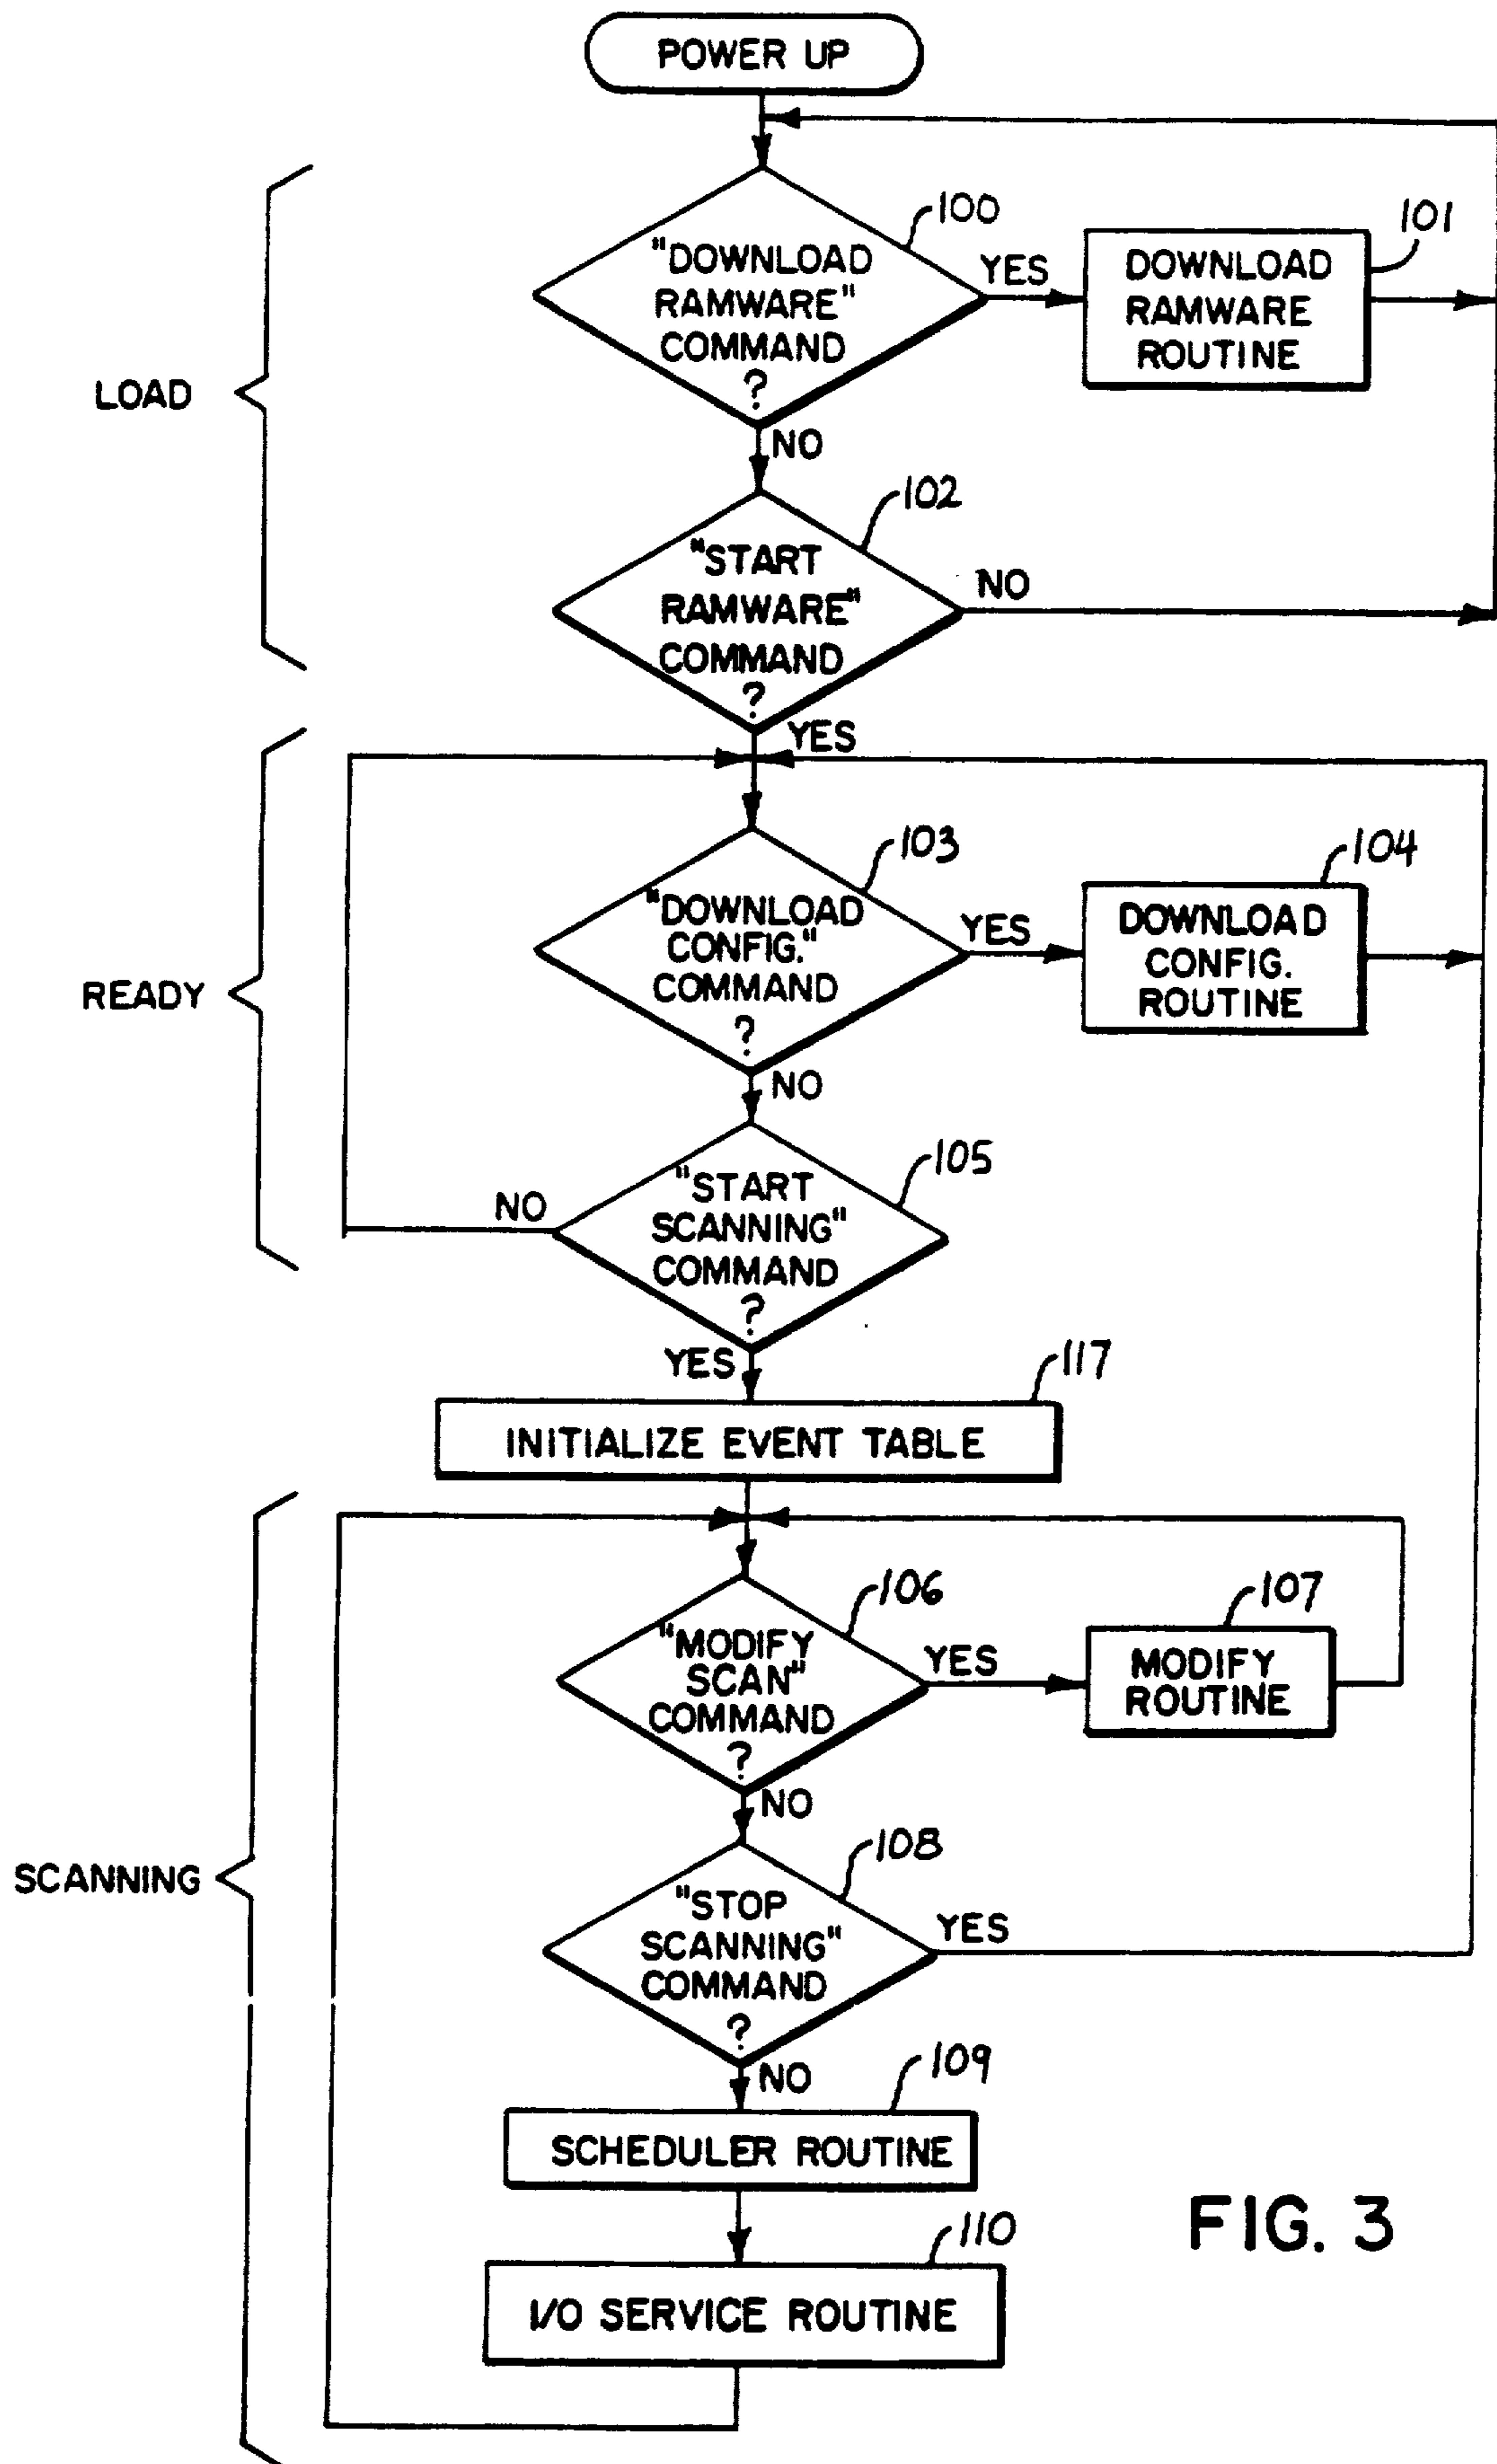 POWER UP
100
"DOWNLOAD
RAMWARE"
COMMAND
?
YES
101
DOWNLOAD
RAMWARE
ROUTINE
LOAD
NO
102
"START
RAMWARE"
COMMAND
?
NO
YES
103
"DOWNLOAD
CONFIG."
COMMAND
?
YES
104
DOWNLOAD
CONFIG.
ROUTINE
READY
NO
105
"START
SCANNING"
COMMAND
?
NO
YES
117
INITIALIZE EVENT TABLE
106
"MODIFY
SCAN"
COMMAND
?
YES
107
MODIFY
ROUTINE
NO
SCANNING
108
"STOP
SCANNING"
COMMAND
?
YES
NO
109
SCHEDULER ROUTINE
110
I/O SERVICE ROUTINE
FIG. 3